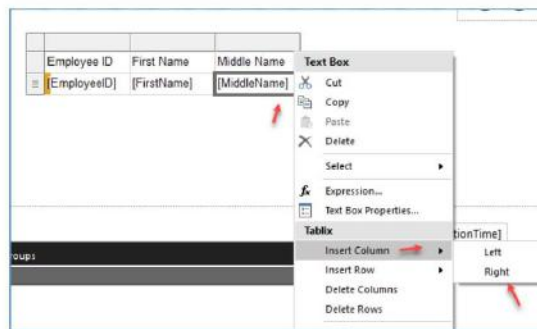 Employee ID First Name Middle Name
[EmployeeID] [FirstName] [MiddleName]
Text Box
Cut
Copy
Paste
Delete
Select
fx Expression...
Text Box Properties...
Tablix
Insert Column
Insert Row
Delete Columns
Delete Rows
tionTime]
Left
Right
roups